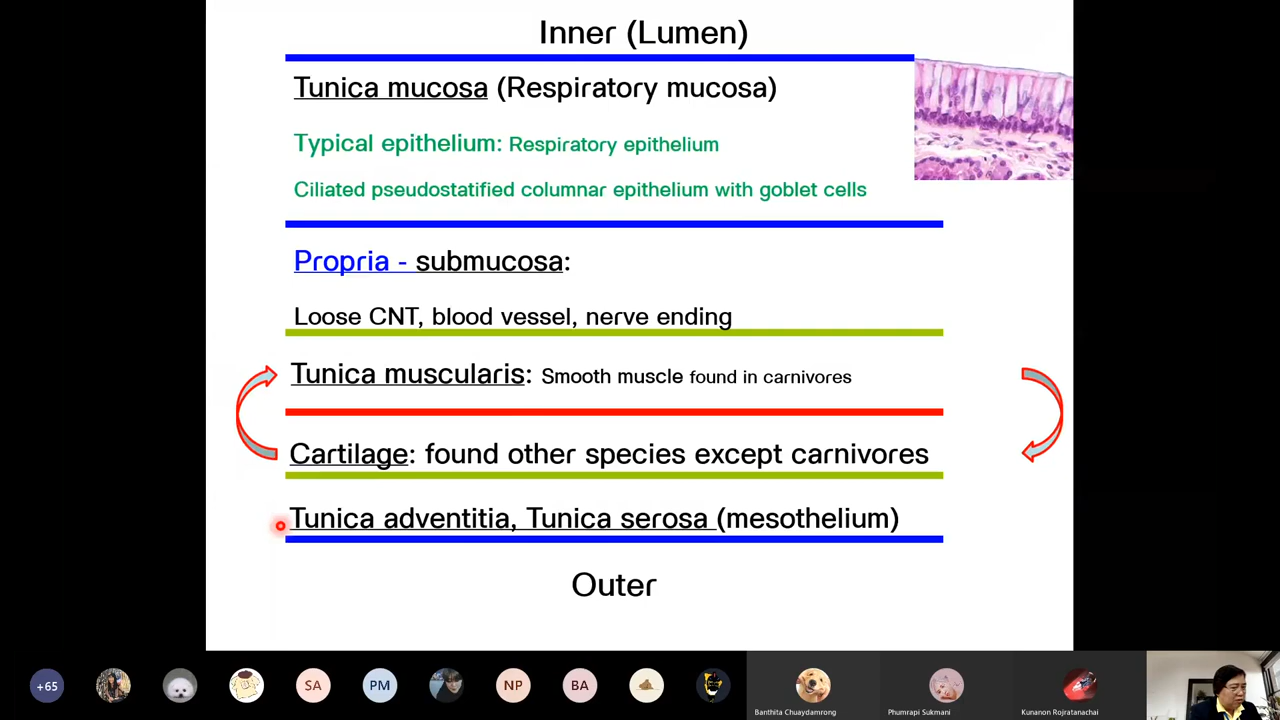 Inner (Lumen)
Tunica mucosa (Respiratory mucosa)
Typical epithelium: Respiratory epithelium
Ciliated pseudostatified columnar epithelium with goblet cells
Propria - submucosa:
Loose CNT, blood vessel, nerve ending
Tunica muscularis: Smooth muscle found in carnivores
Cartilage: found other species except carnivores
Tunica adventitia, Tunica serosa (mesothelium)
Outer
+65
SA
PM
NP
BA
Banthita Chuaydamrong
Phumrapi Sukmani
Kunanon Rojratanachai